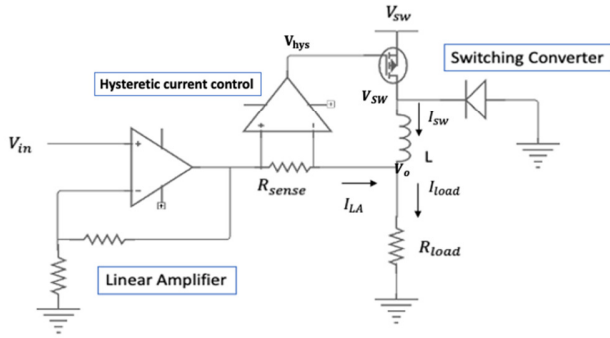 V_sw
V_hys
Switching Converter
Hysteretic current control
V_SW
I_SW
V_in
+
-
+
-
L
V_o
R_sense
I_LA
I_load
R_load
Linear Amplifier